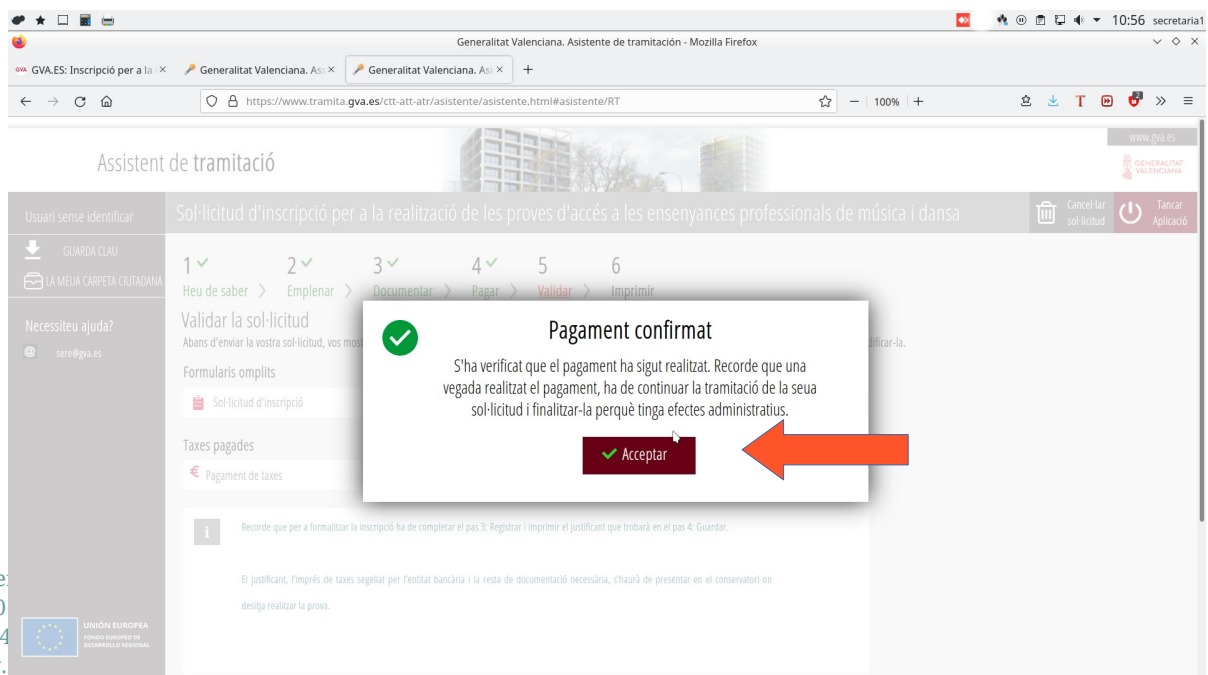 10:56 secretaria1
Generalitat Valenciana. Asistente de tramitación - Mozilla Firefox
GVA GVA.ES: Inscripció per a la
Generalitat Valenciana. As
Generalitat Valenciana. Asi
https://www.tramita.gva.es/ctt-att-atr/asistente/asistente.html#asistente/RT
100%
2
www.gva.es
Assistent de tramitació
GENERALITAT
VALENCIANA
Usuari sense identificar
Sol·licitud d'inscripció per a la realització de les proves d'accés a les ensenyances professionals de música i dansa
Cancel·lar
sol·licitud
Tancar
Aplicació
GUARDA CLAU
LA MEUA CARPETA CIUTADANA
1 2 3 4 5 6
Heu de saber Emplenar Documentar Pagar Validar Imprimir
Necessiteu ajuda?
sere@gva.es
Validar la sol·licitud
Abans d'enviar la vostra sol·licitud, vos most
dificar-la.
Formularis omplits
Sol·licitud d'inscripció
Taxes pagades
Pagament de taxes
Pagament confirmat
S'ha verificat que el pagament ha sigut realitzat. Recorde que una
vegada realitzat el pagament, ha de continuar la tramitació de la seua
sol·licitud i finalitzar-la perquè tinga efectes administratius.
Acceptar
i
Recorde que per a formalitzar la inscripció ha de completar el pas 3: Registrar i imprimir el justificant que trobarà en el pas 4: Guardar.
El justificant, l'imprés de taxes segellat per l'entitat bancària i la resta de documentació necessària, s'haurà de presentar en el conservatori on
desitja realitzar la prova.
UNIÓN EUROPEA
FONDO EUROPEO DE
DESARROLLO REGIONAL